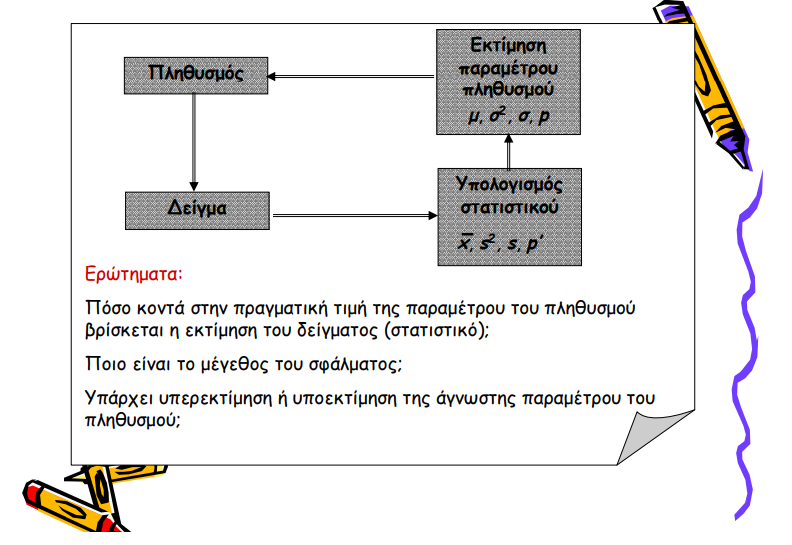 Πληθυσμός
Εκτίμηση
παραμέτρου
πληθυσμού
μ, σ², σ, p
Δείγμα
Υπολογισμός
στατιστικού
x̅, s², s, p′
Ερώτηματα:
Πόσο κοντά στην πραγματική τιμή της παραμέτρου του πληθυσμού
βρίσκεται η εκτίμηση του δείγματος (στατιστικό);
Ποιο είναι το μέγεθος του σφάλματος;
Υπάρχει υπερεκτίμηση ή υποεκτίμηση της άγνωστης παραμέτρου του
πληθυσμού;